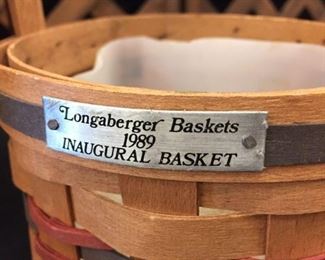 Longaberger Baskets
1989
INAUGURAL BASKET